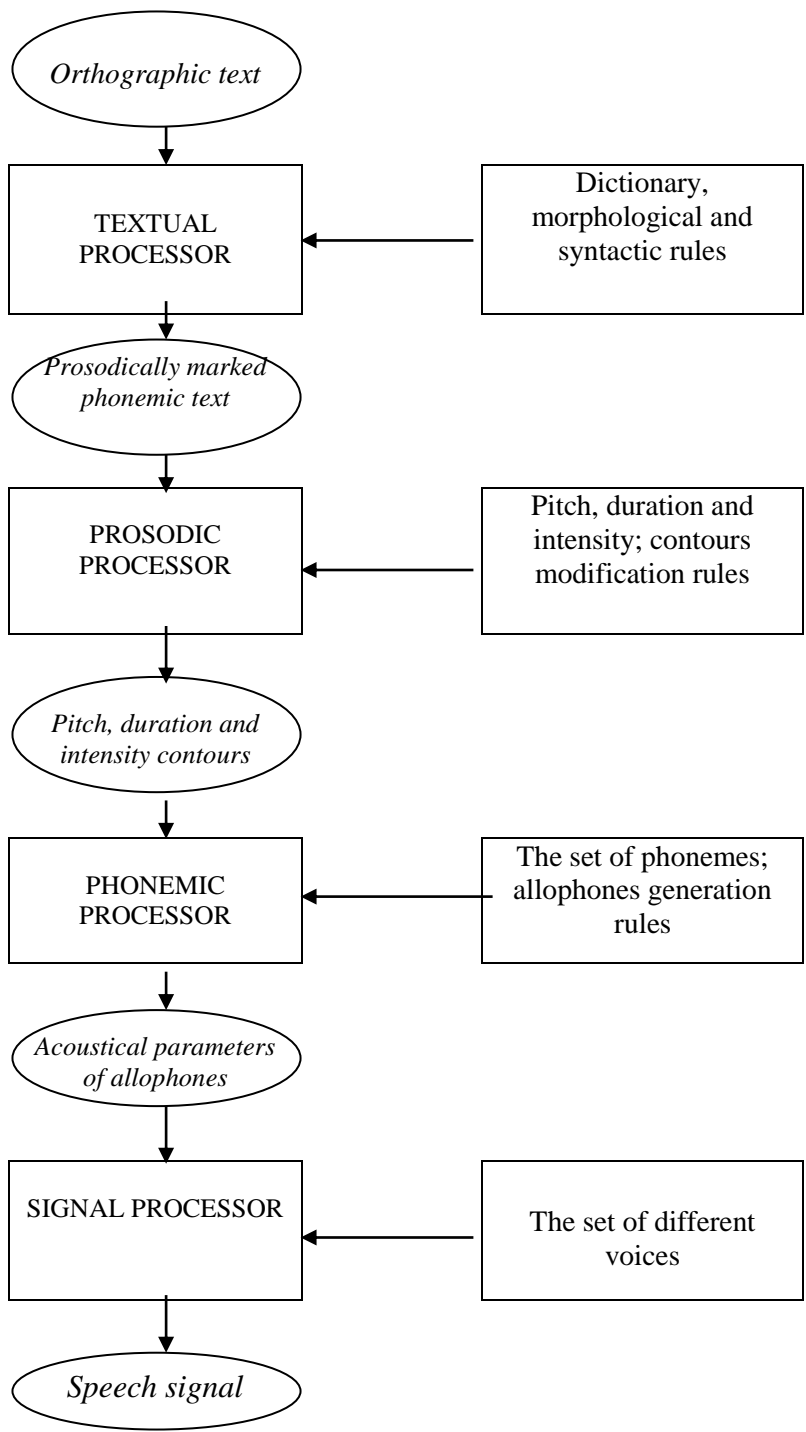 Orthographic text
TEXTUAL
PROCESSOR
Dictionary,
morphological and
syntactic rules
Prosodically marked
phonemic text
PROSODIC
PROCESSOR
Pitch, duration and
intensity; contours
modification rules
Pitch, duration and
intensity contours
PHONEMIC
PROCESSOR
The set of phonemes;
allophones generation
rules
Acoustical parameters
of allophones
SIGNAL PROCESSOR
The set of different
voices
Speech signal